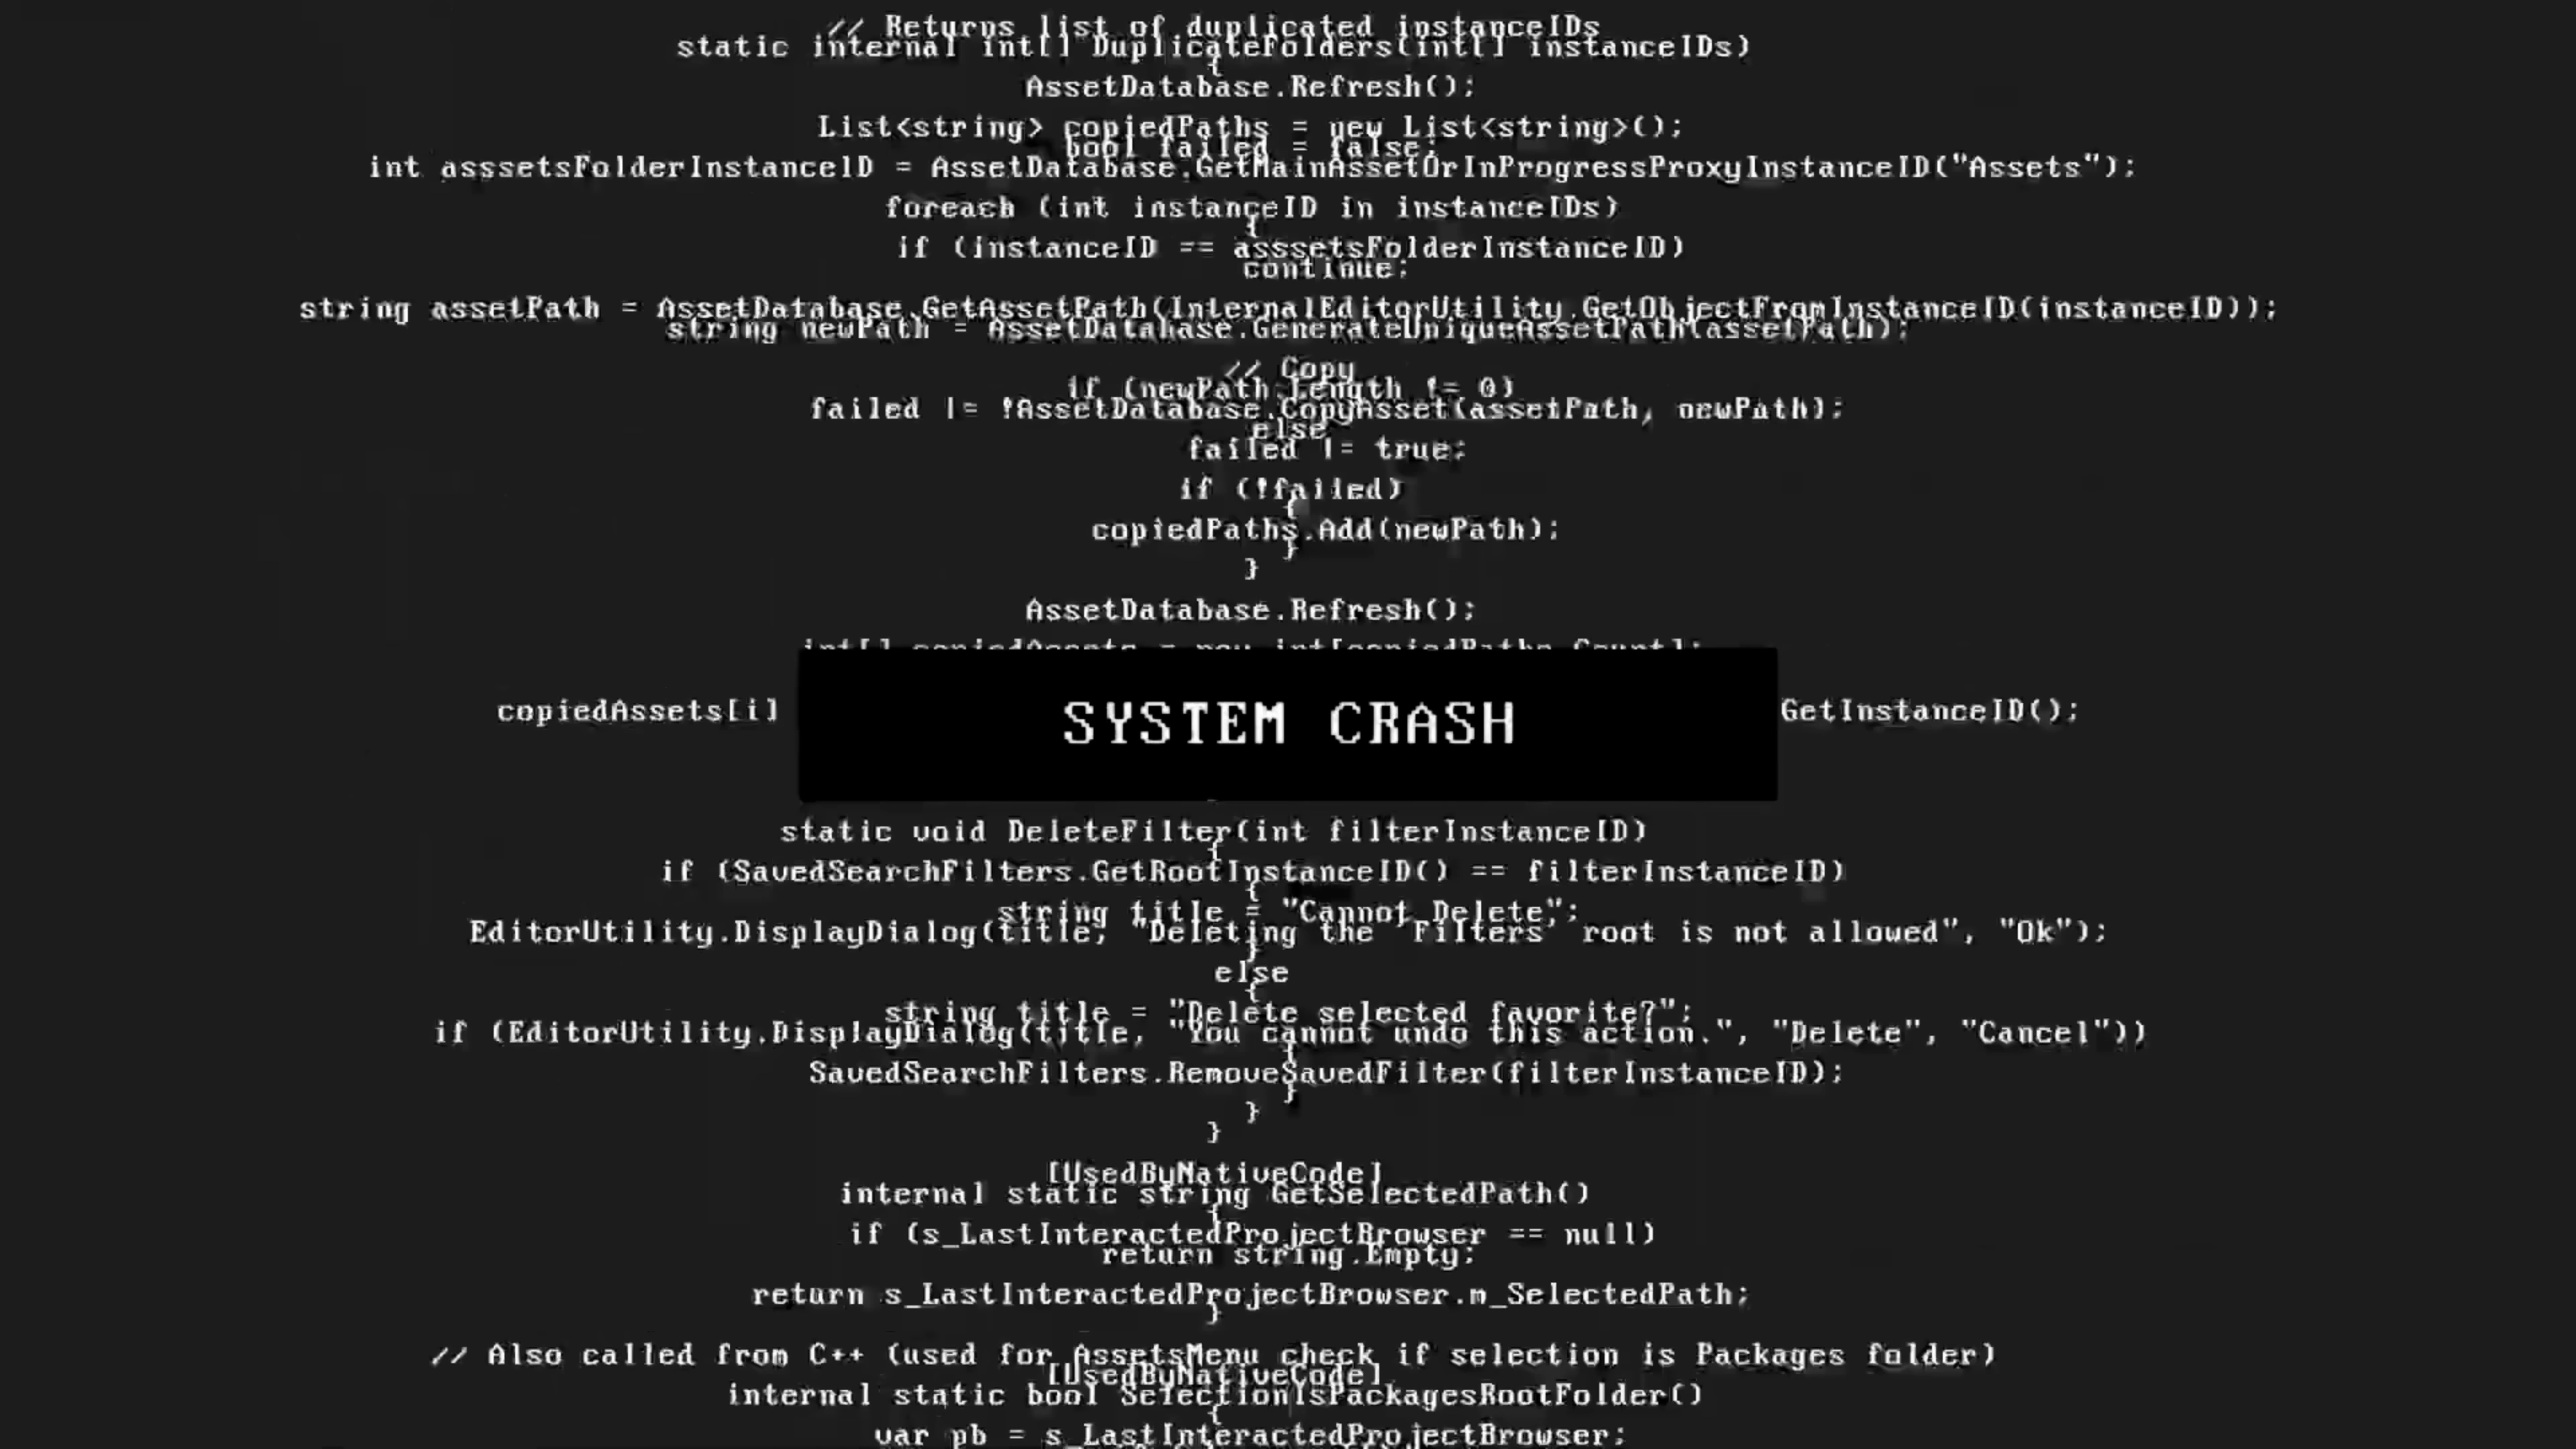 // Returns list of duplicated instanceIDs
static internal int[] DuplicateFolders(int[] instanceIDs)
{
AssetDatabase.Refresh();
List<string> copiedPaths = new List<string>();
bool failed = false;
int asssetsFolderInstanceID = AssetDatabase.GetMainAssetOrInProgressProxyInstanceID("Assets");
foreach (int instanceID in instanceIDs)
{
if (instanceID == asssetsFolderInstanceID)
continue;
string assetPath = AssetDatabase.GetAssetPath(InternalEditorUtility.GetObjectFromInstanceID(instanceID));
string newPath = AssetDatabase.GenerateUniqueAssetPath(assetPath);
// Copy
if (newPath.Length != 0)
failed |= !AssetDatabase.CopyAsset(assetPath, newPath);
else
failed |= true;
if (!failed)
{
copiedPaths.Add(newPath);
}
}
AssetDatabase.Refresh();
int[] copiedAssets = new int[copiedPaths.Count];
copiedAssets[i] GetInstanceID();
SYSTEM CRASH
static void DeleteFilter(int filterInstanceID)
{
if (SavedSearchFilters.GetRootInstanceID() == filterInstanceID)
{
string title = "Cannot Delete";
EditorUtility.DisplayDialog(title, "Deleting the 'Filters' root is not allowed", "Ok");
}
else
{
string title = "Delete selected favorite?";
if (EditorUtility.DisplayDialog(title, "You cannot undo this action.", "Delete", "Cancel"))
{
SavedSearchFilters.RemoveSavedFilter(filterInstanceID);
}
}
}
[UsedByNativeCode]
internal static string GetSelectedPath()
{
if (s_LastInteractedProjectBrowser == null)
return string.Empty;
return s_LastInteractedProjectBrowser.m_SelectedPath;
}
// Also called from C++ (used for AssetsMenu check if selection is Packages folder)
[UsedByNativeCode]
internal static bool SelectionIsPackagesRootFolder()
{
var pb = s_LastInteractedProjectBrowser;